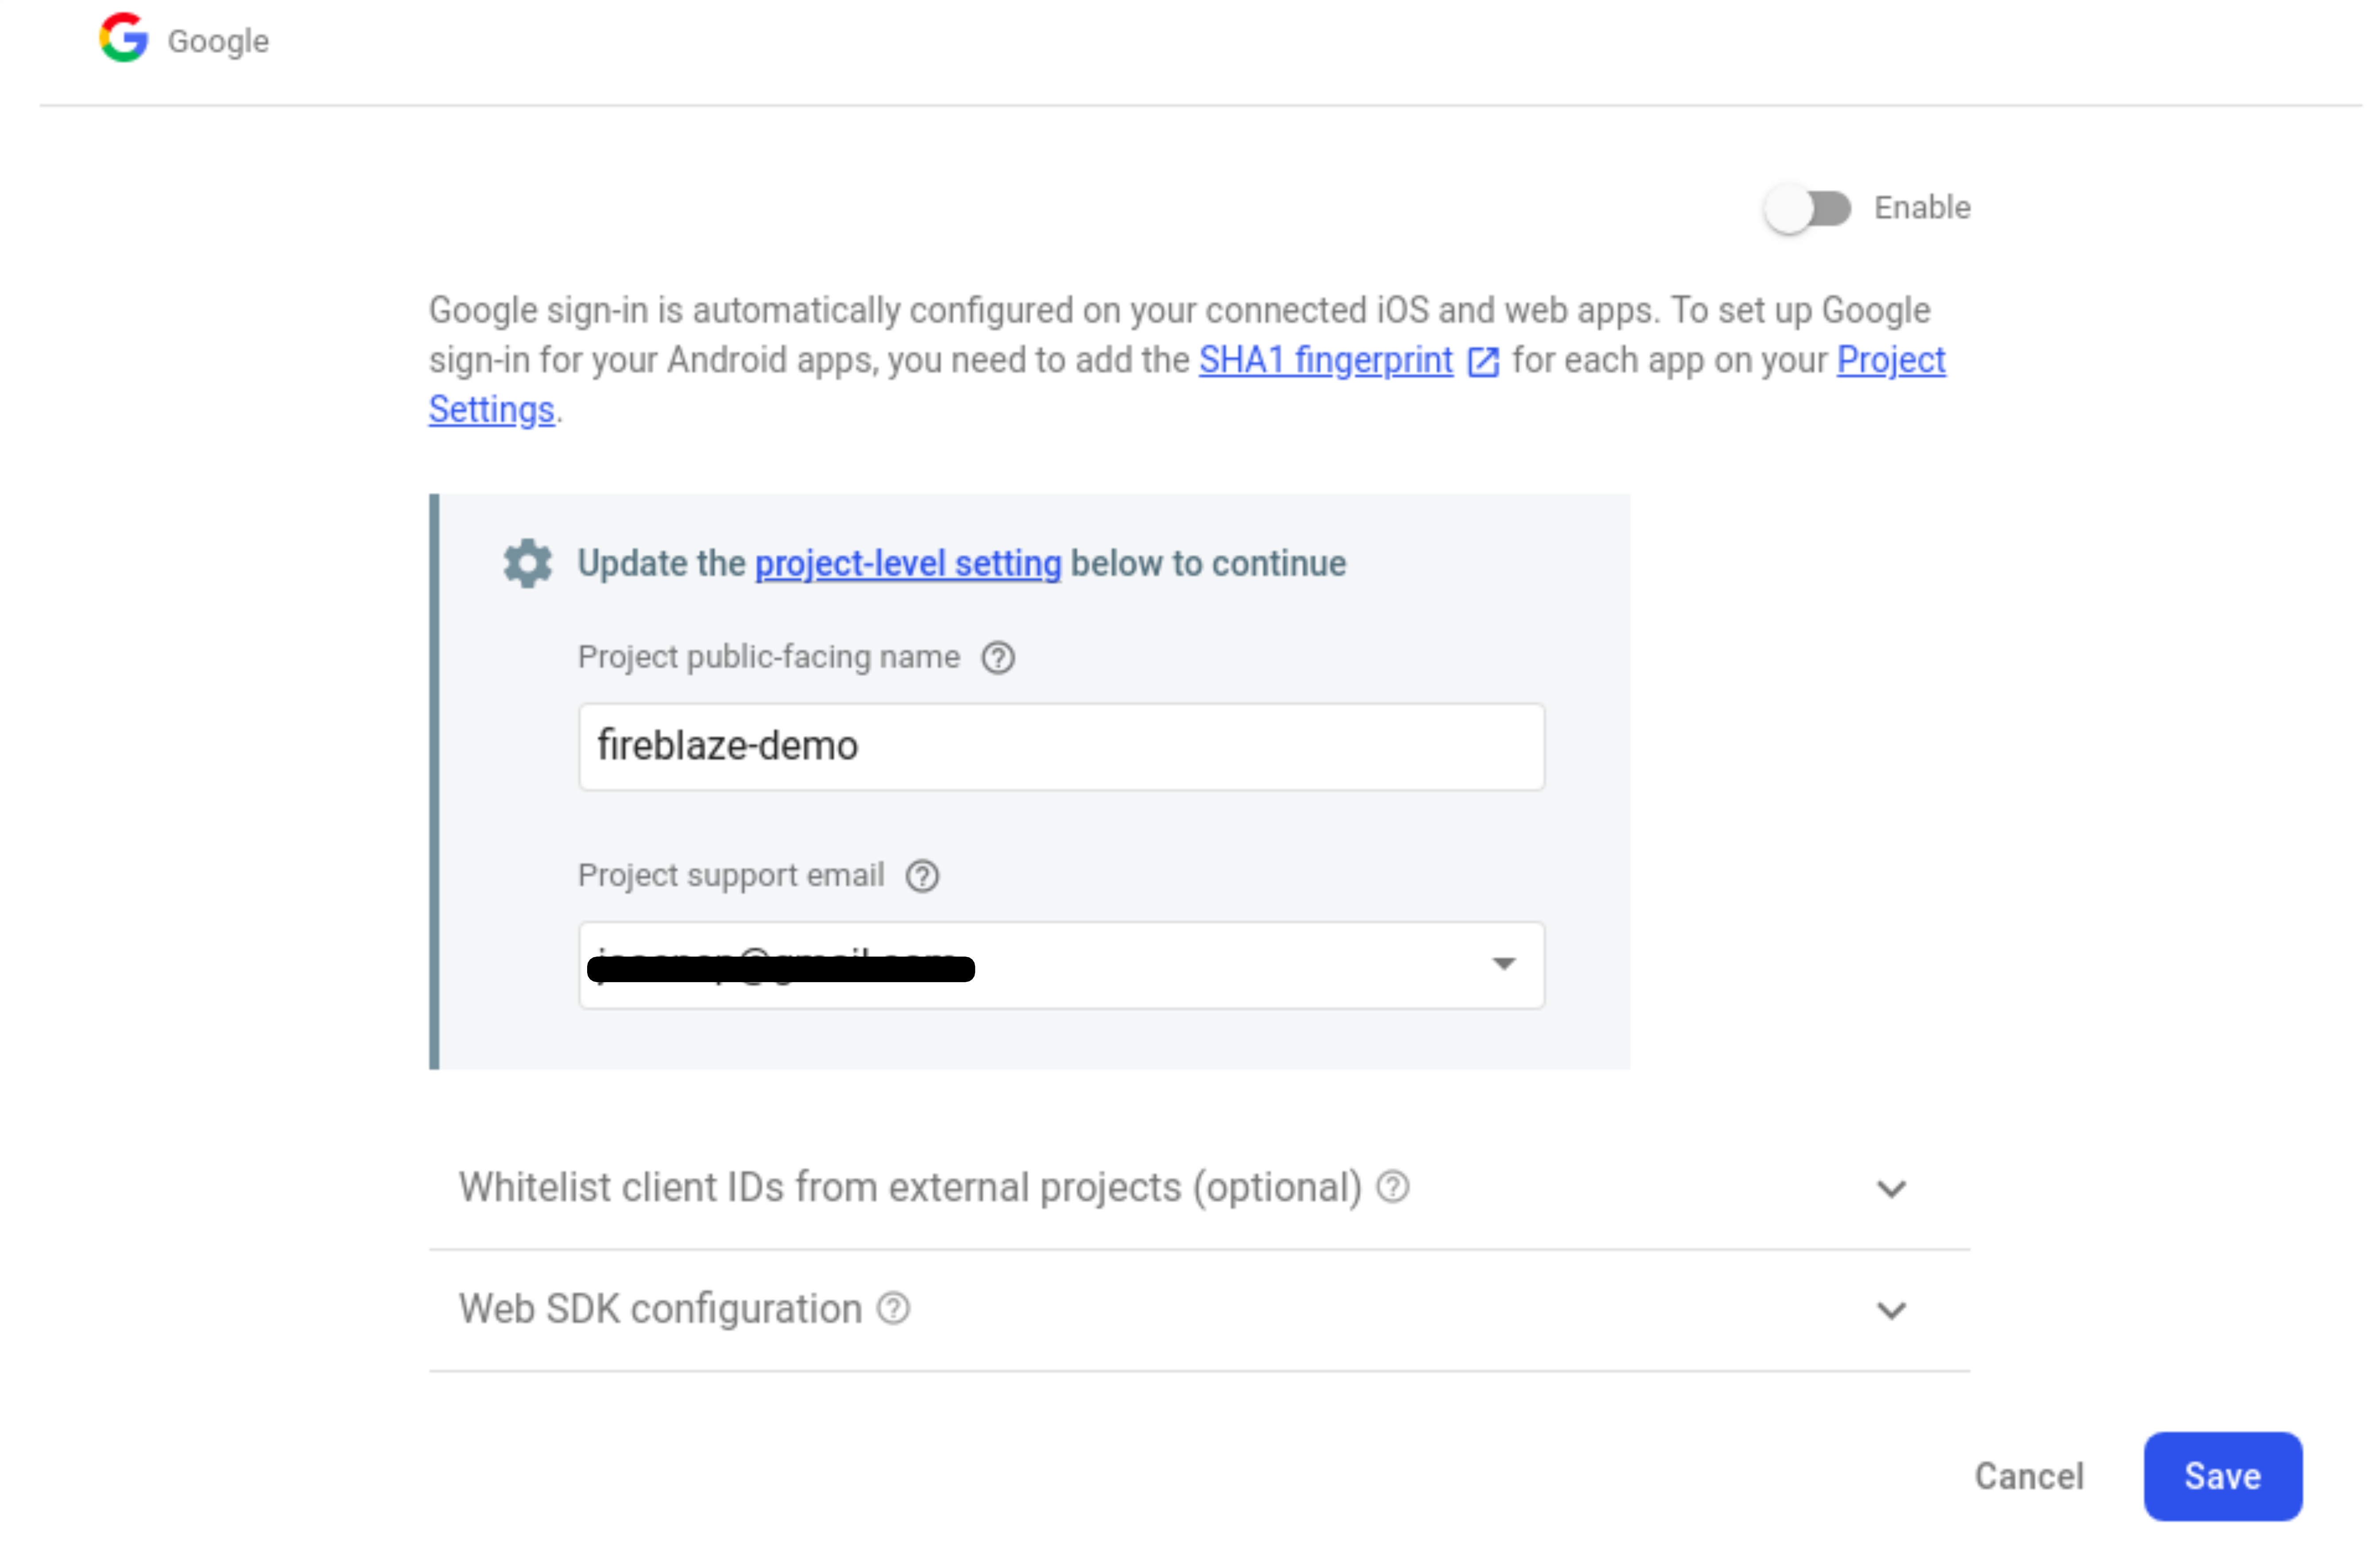 Google
Enable
Google sign-in is automatically configured on your connected iOS and web apps. To set up Google
sign-in for your Android apps, you need to add the SHA1 fingerprint for each app on your Project
Settings.
Update the project-level setting below to continue
Project public-facing name
fireblaze-demo
Project support email
Whitelist client IDs from external projects (optional)
Web SDK configuration
Cancel
Save